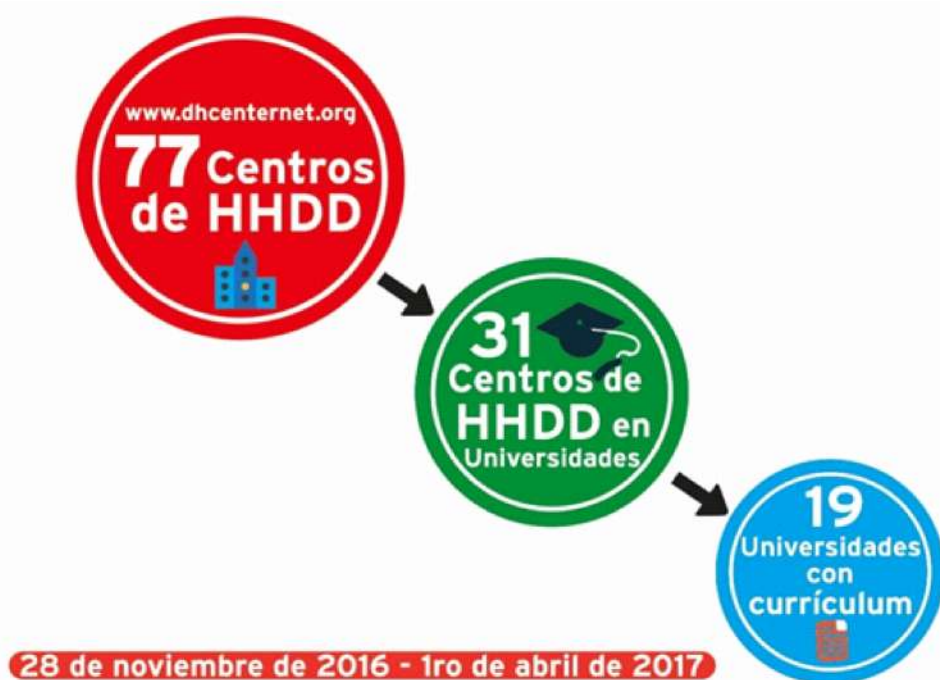 www.dhcenternet.org
77 Centros
de HHDD
31
Centros de
HHDD en
Universidades
19
Universidades
con
currículum
28 de noviembre de 2016 - 1ro de abril de 2017